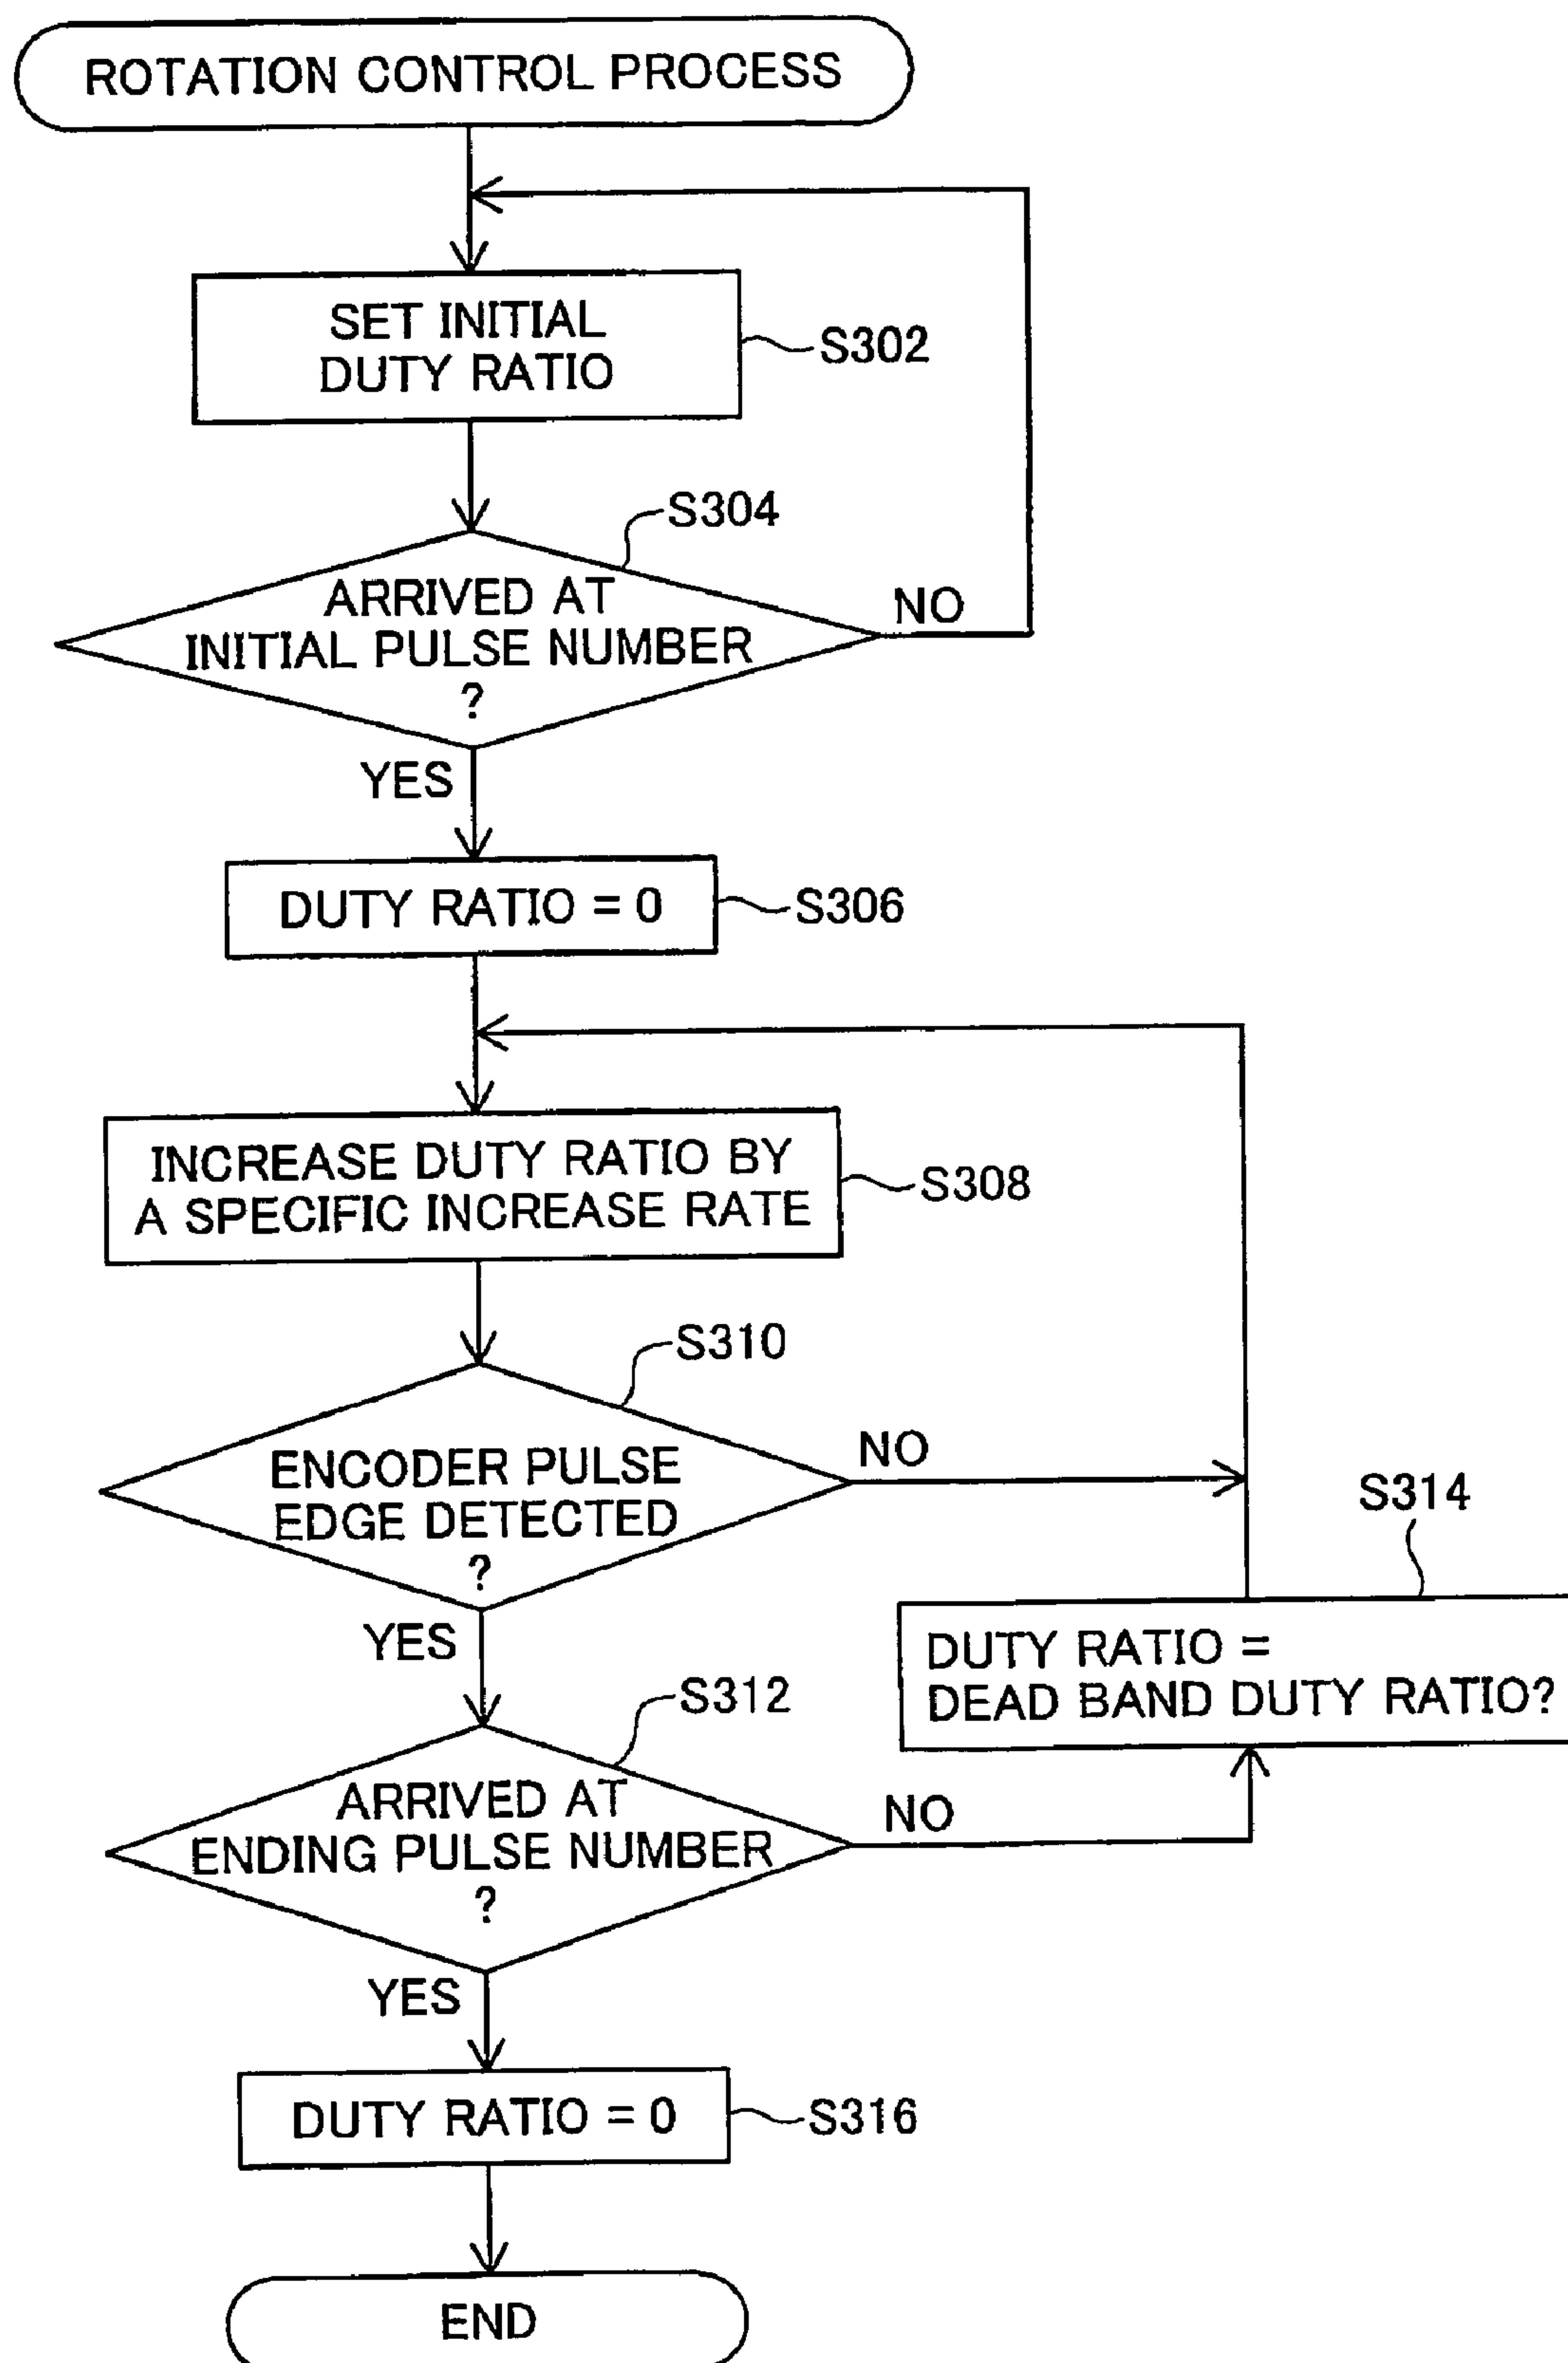 ROTATION CONTROL PROCESS
SET INITIAL
DUTY RATIO
S302
S304
ARRIVED AT
INITIAL PULSE NUMBER
?
NO
YES
DUTY RATIO = 0
S306
INCREASE DUTY RATIO BY
A SPECIFIC INCREASE RATE
S308
S310
ENCODER PULSE
EDGE DETECTED
?
NO
YES
S314
DUTY RATIO =
DEAD BAND DUTY RATIO?
S312
ARRIVED AT
ENDING PULSE NUMBER
?
NO
YES
DUTY RATIO = 0
S316
END